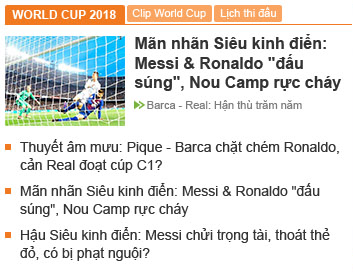 WORLD CUP 2018 Clip World Cup Lịch thi đấu
Mãn nhãn Siêu kinh điển:
Messi & Ronaldo "đấu
súng", Nou Camp rực cháy
Barca - Real: Hận thù trăm năm
Thuyết âm mưu: Pique - Barca chặt chém Ronaldo,
cản Real đoạt cúp C1?
Mãn nhãn Siêu kinh điển: Messi & Ronaldo "đấu
súng", Nou Camp rực cháy
Hậu Siêu kinh điển: Messi chửi trọng tài, thoát thẻ
đỏ, có bị phạt nguội?